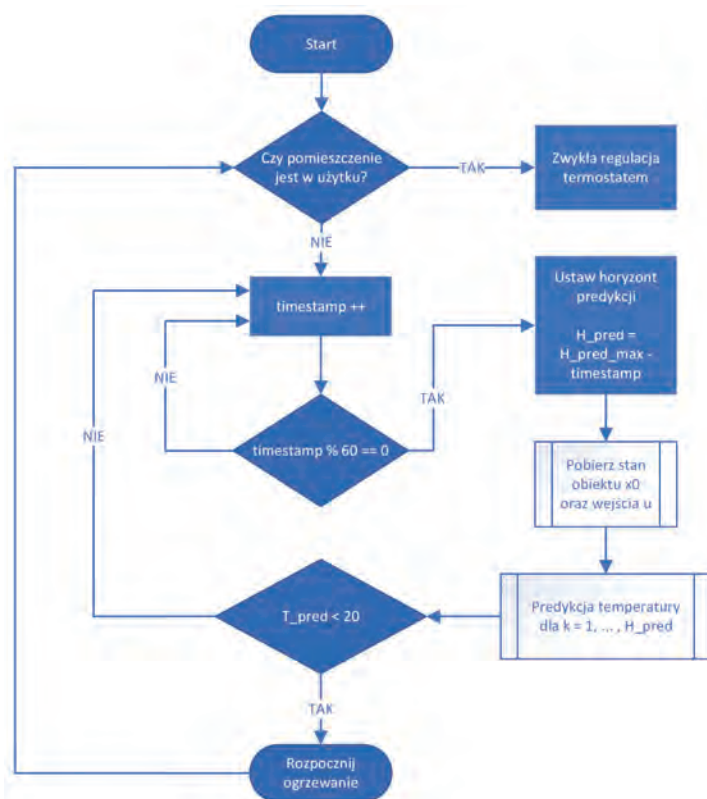 Start
Czy pomieszczenie
jest w użytku?
TAK
Zwykła regulacja
termostatem
NIE
timestamp ++
Ustaw horyzont
predykcji
H_pred =
H_pred_max -
timestamp
NIE
TAK
NIE
timestamp % 60 == 0
Pobierz stan
obiektu x0
oraz wejścia u
T_pred < 20
Predykcja temperatury
dla k = 1, ... , H_pred
TAK
Rozpocznij
ogrzewanie